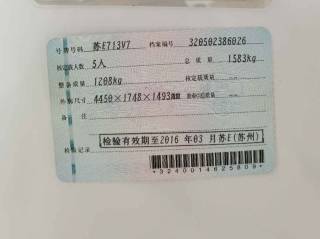 号牌号码 苏E713V7 档案编号 320502386026
核定载人数 5人 总质量 1583kg
整备质量 1208kg 核定载质量 --
外廓尺寸 4450×1748×1493mm 准牵引总质量 --
备注
检验有效期至2016年03月苏E(苏州)
检验记录
*3240014625809*